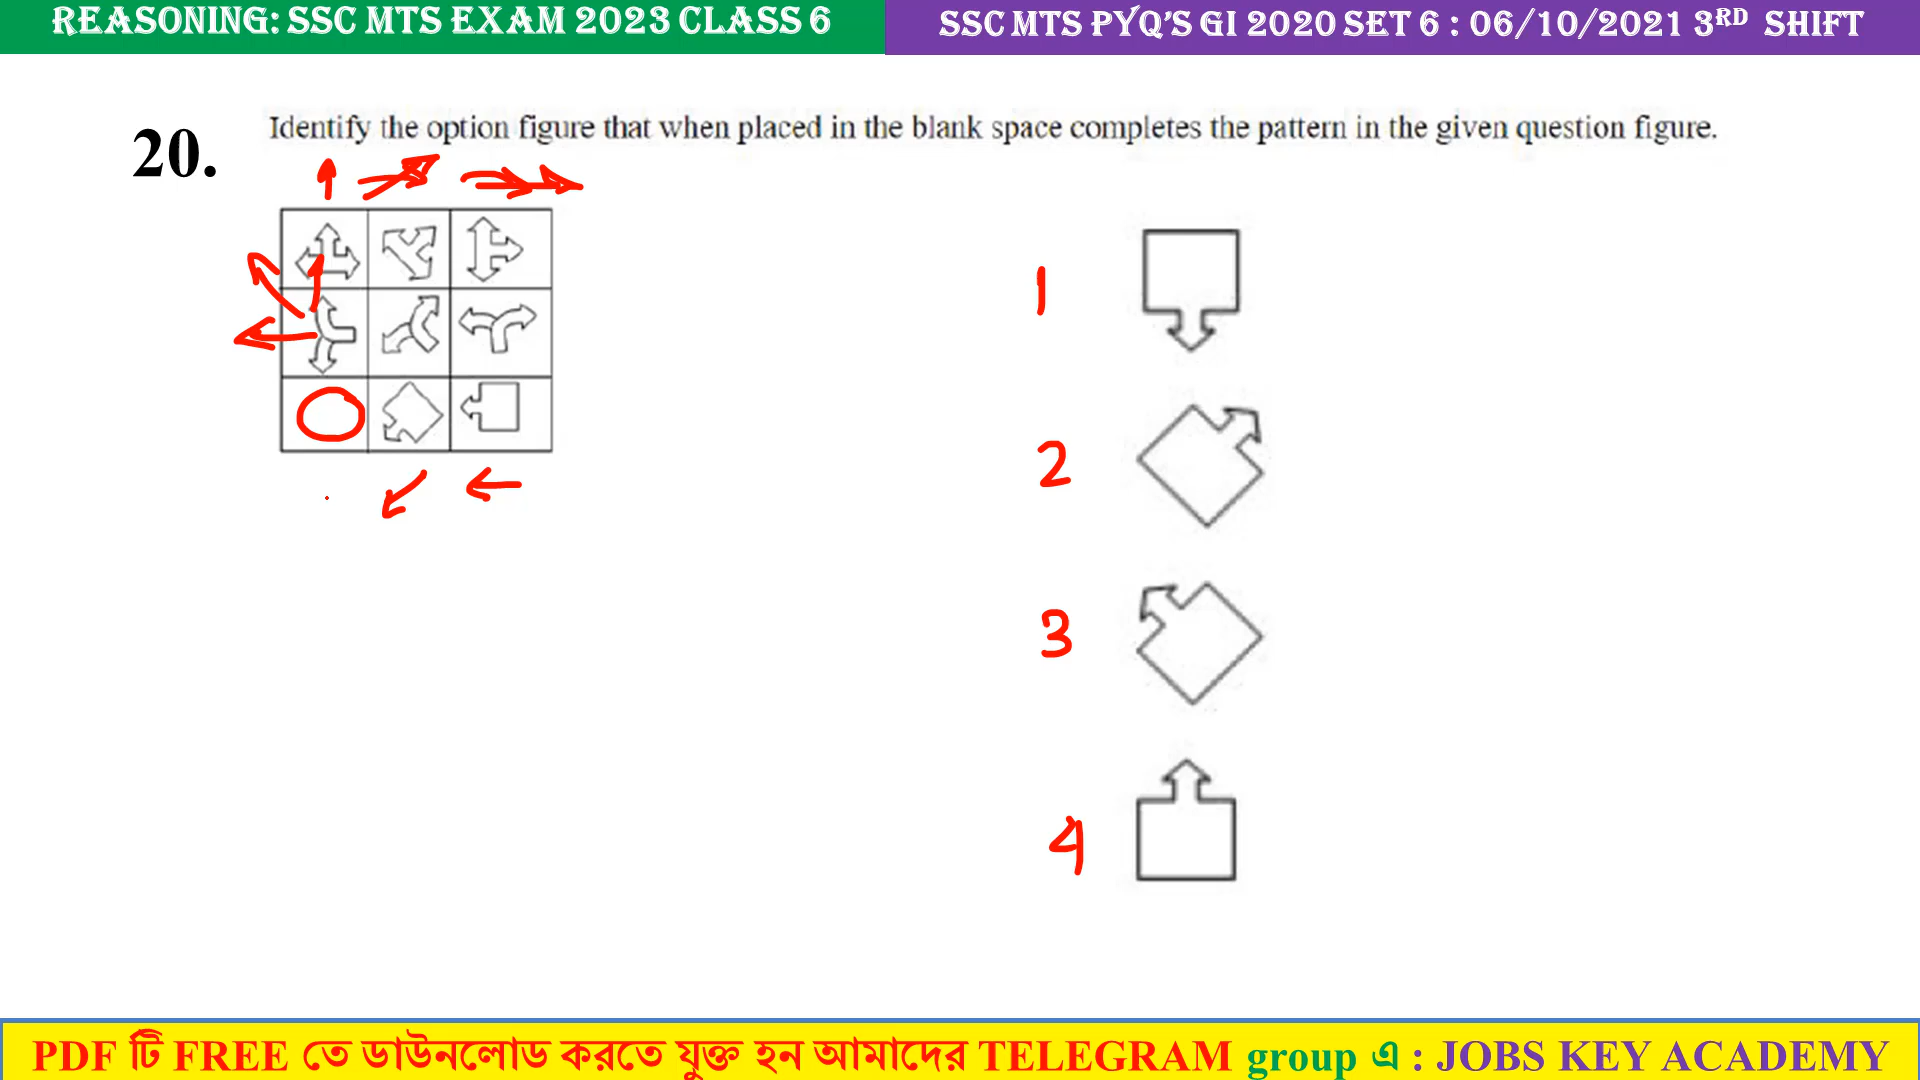 REASONING: SSC MTS EXAM 2023 CLASS 6
SSC MTS PYQ'S GI 2020 SET 6 : 06/10/2021 3RD SHIFT
20.
Identify the option figure that when placed in the blank space completes the pattern in the given question figure.
1
2
3
4
PDF টি FREE তে ডাউনলোড করতে যুক্ত হন আমাদের TELEGRAM group এ : JOBS KEY ACADEMY